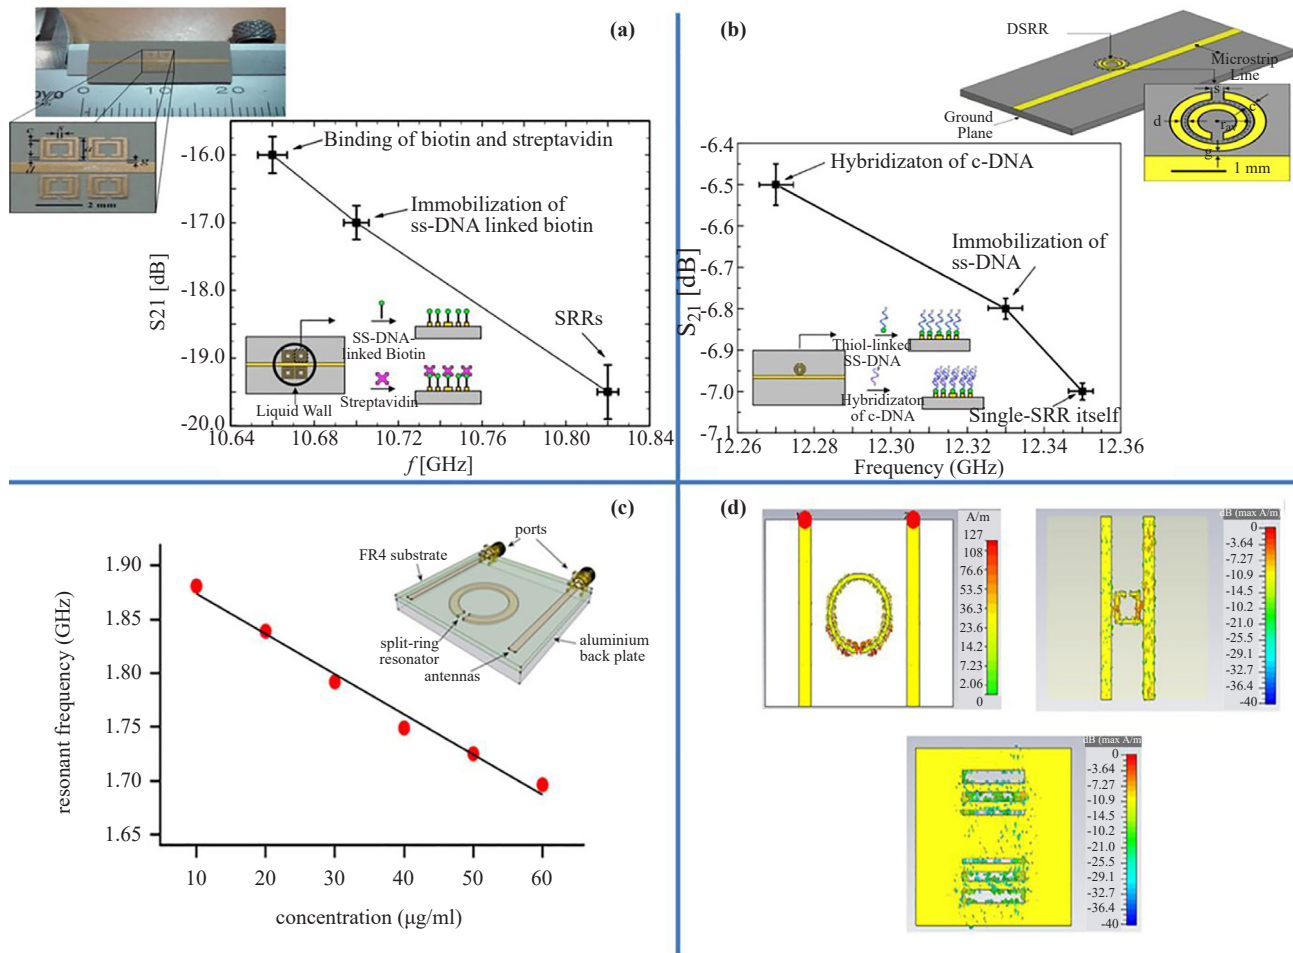 (a)
0 10 20
c
s
d
g
2 mm
-16.0
-17.0
-18.0
-19.0
-20.0
S21 [dB]
Binding of biotin and streptavidin
Immobilization of
ss-DNA linked biotin
SRRs
SS-DNA-
linked Biotin
Streptavidin
Liquid Wall
10.64 10.68 10.72 10.76 10.80 10.84
f [GHz]
(b)
DSRR
Microstrip
Line
Ground
Plane
s
c
d
r_av
g
1 mm
-6.4
-6.5
-6.6
-6.7
-6.8
-6.9
-7.0
-7.1
S21 [dB]
Hybridizaton of c-DNA
Immobilization of
ss-DNA
Thiol-linked
SS-DNA
Hybridizaton
of c-DNA
Single-SRR itself
12.26 12.28 12.30 12.32 12.34 12.36
Frequency (GHz)
(c)
ports
FR4 substrate
split-ring
resonator
antennas
aluminium
back plate
1.90
1.85
1.80
1.75
1.70
1.65
resonant frequency (GHz)
10 20 30 40 50 60
concentration (μg/ml)
(d)
A/m
127
108
76.6
53.5
36.3
23.6
14.2
7.23
2.06
0
dB (max A/m
0
-3.64
-7.27
-10.9
-14.5
-18.2
-21.8
-25.5
-29.1
-32.7
-36.4
-40
dB (max A/m
0
-3.64
-7.27
-10.9
-14.5
-18.2
-21.8
-25.5
-29.1
-32.7
-36.4
-40